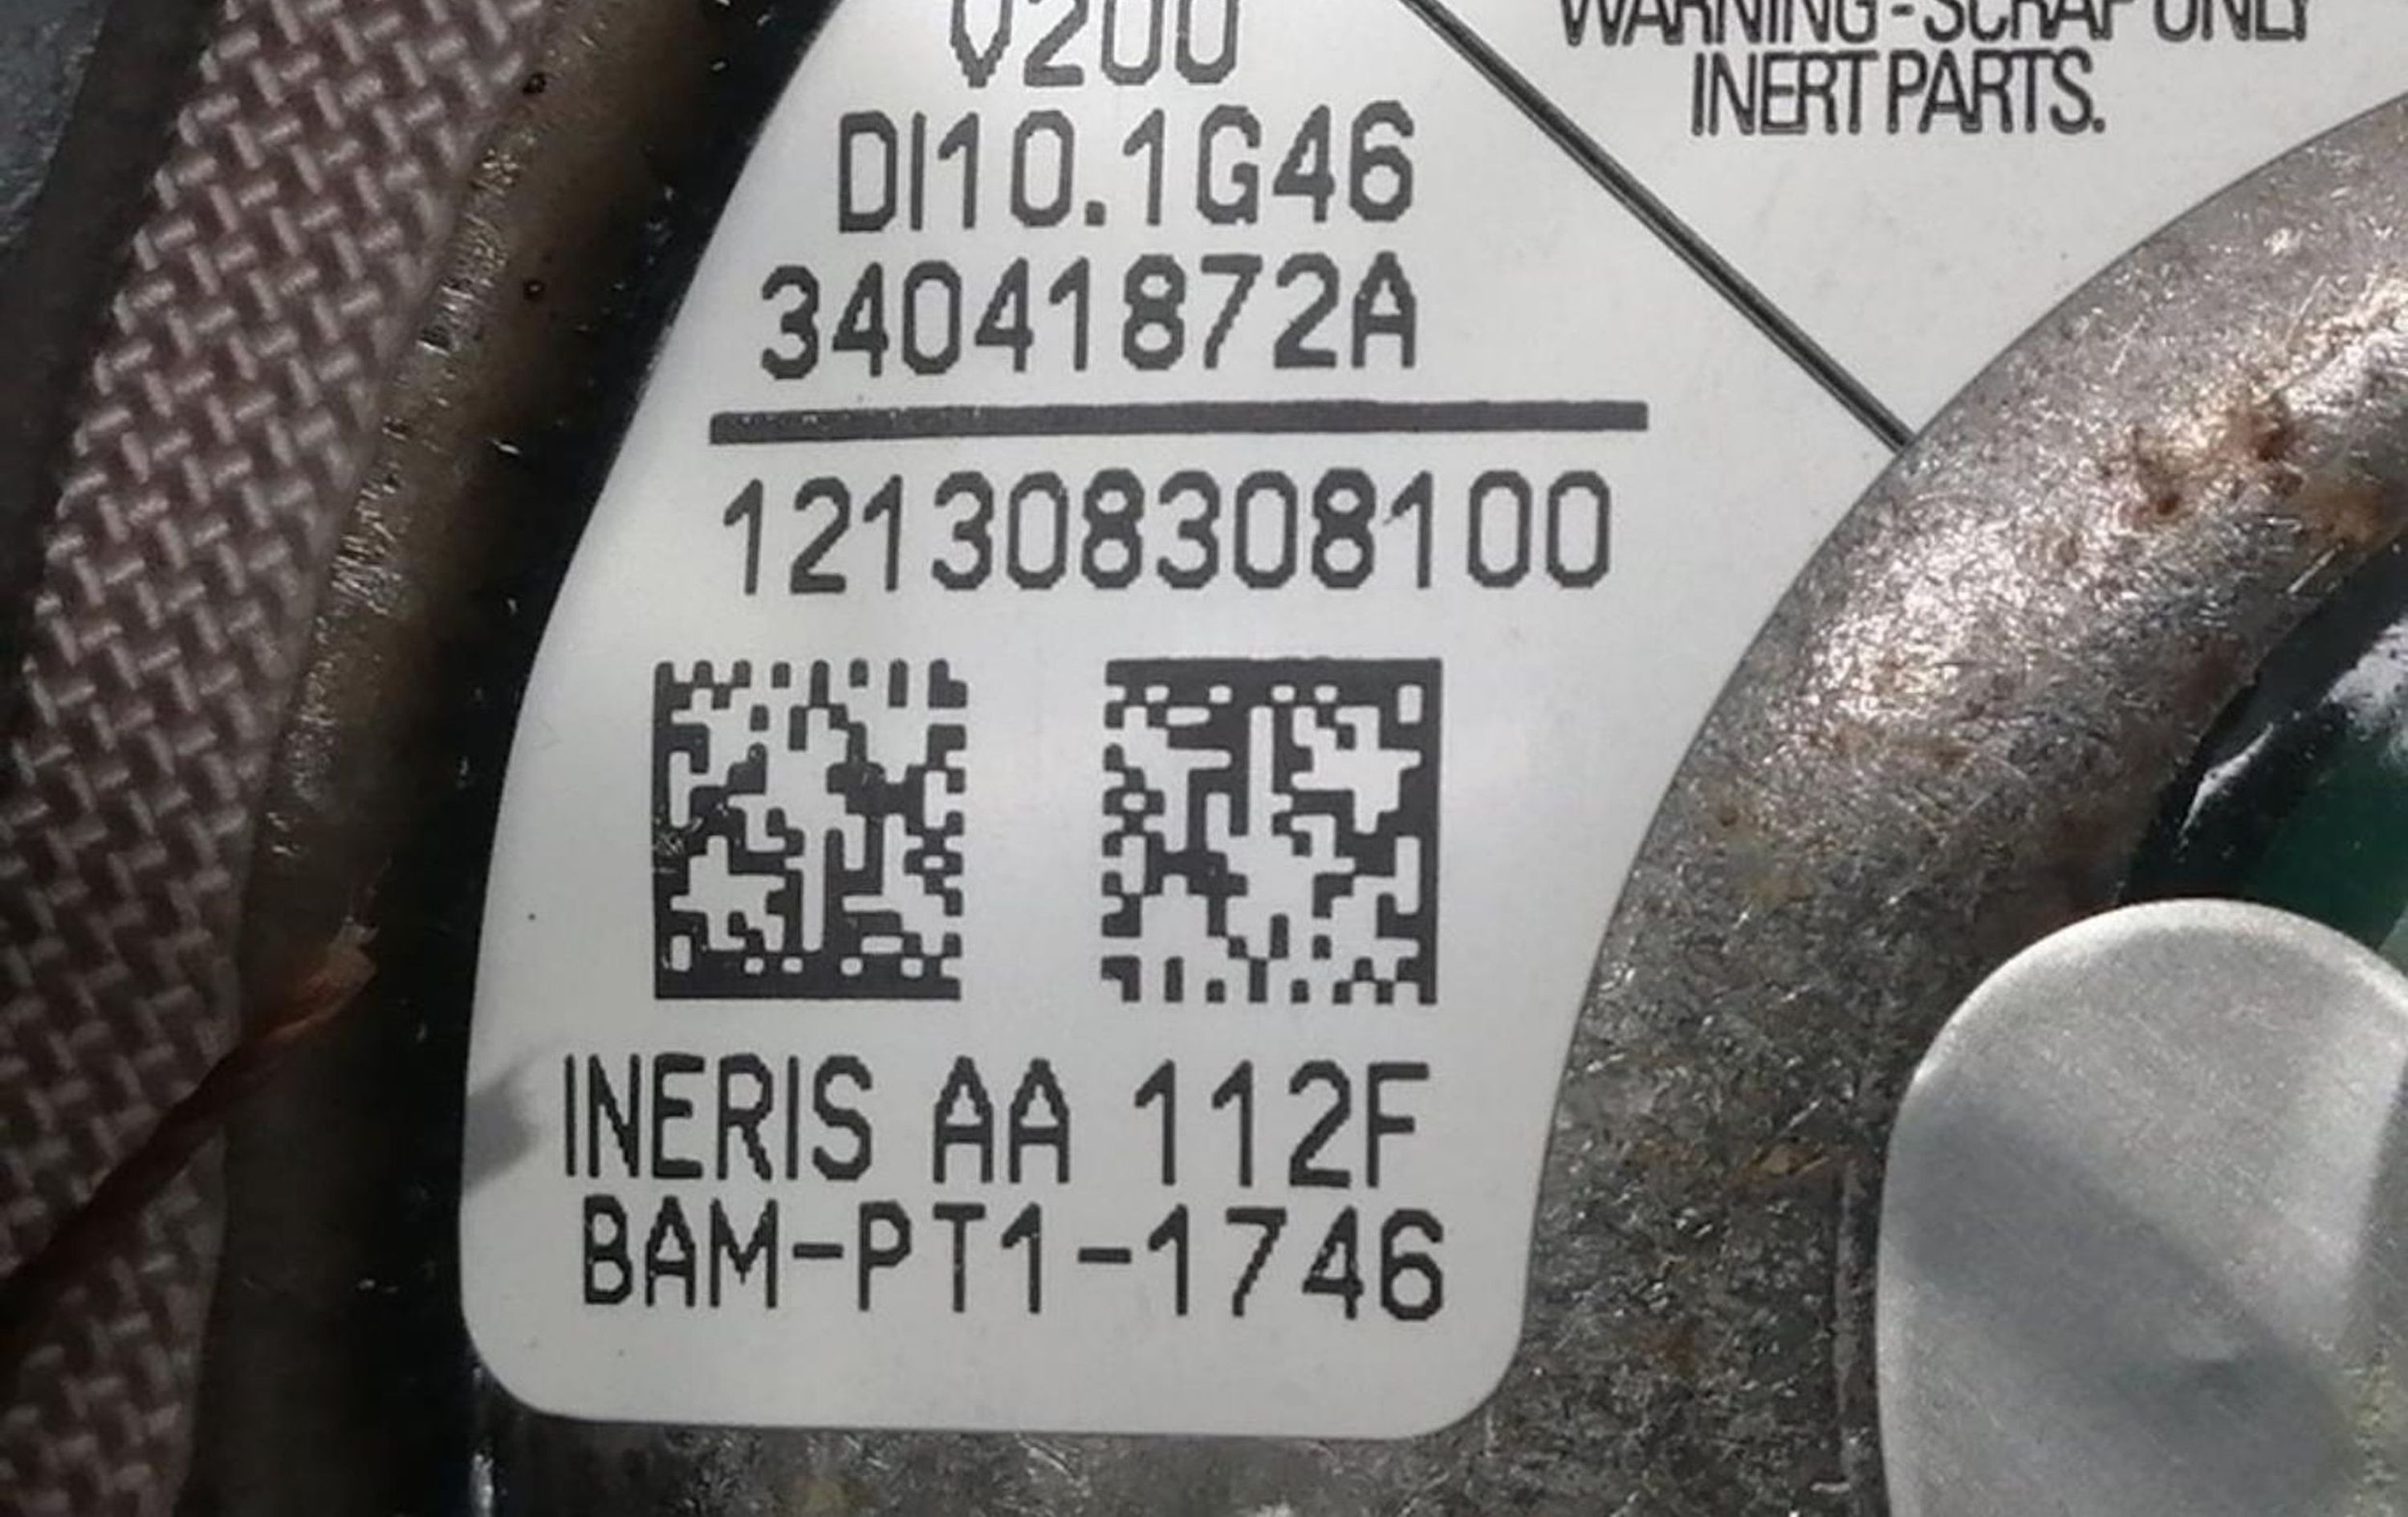 V200
DI10.1G46
34041872A
121308308100
INERIS AA 112F
BAM-PT1-1746
WARNING - SCRAP ONLY
INERT PARTS.